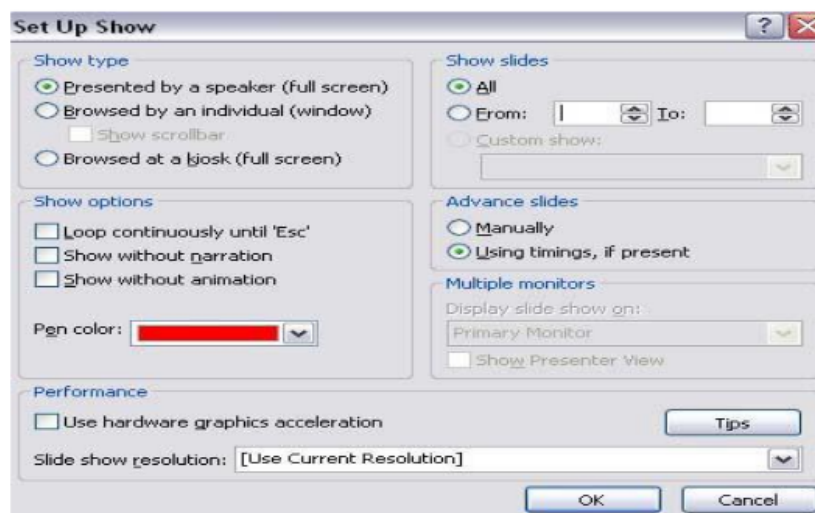 Set Up Show
Show type
Presented by a speaker (full screen)
Browsed by an individual (window)
Show scrollbar
Browsed at a kiosk (full screen)
Show slides
All
From: To:
Custom show:
Show options
Loop continuously until 'Esc'
Show without narration
Show without animation
Pen color:
Advance slides
Manually
Using timings, if present
Multiple monitors
Display slide show on:
Primary Monitor
Show Presenter View
Performance
Use hardware graphics acceleration
Tips
Slide show resolution: [Use Current Resolution]
OK Cancel